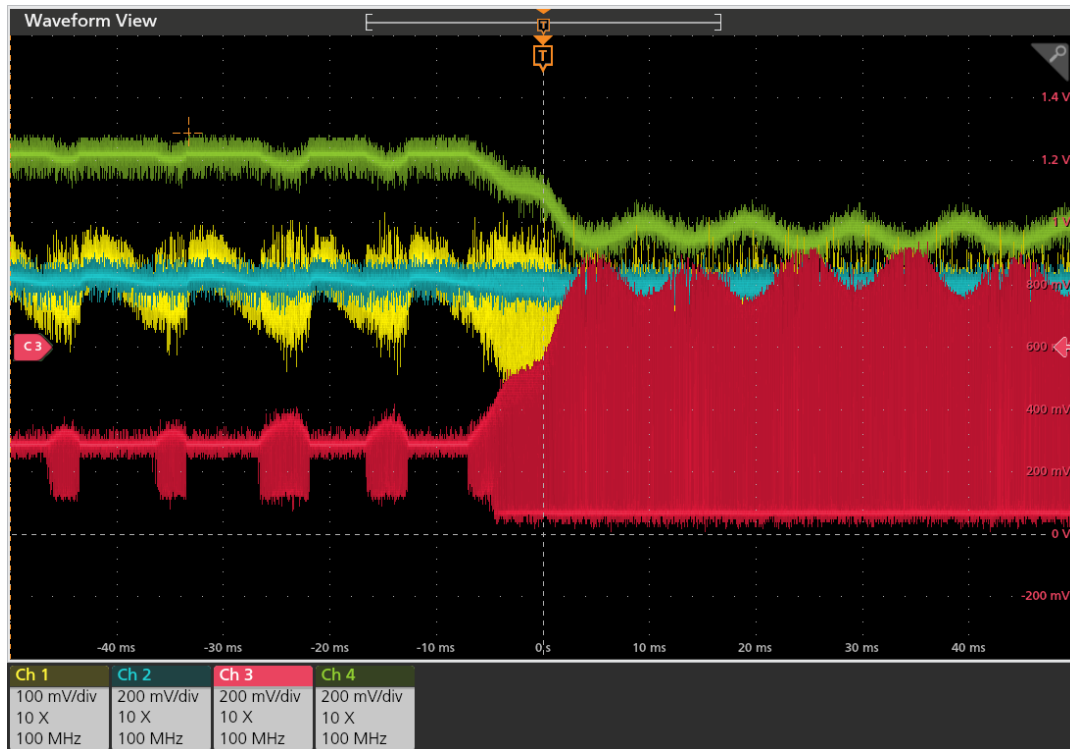 Waveform View
T
T
1.4 V
1.2 V
1 V
800 mV
C 3
600 mV
400 mV
200 mV
0 V
-200 mV
-40 ms
-30 ms
-20 ms
-10 ms
0 s
10 ms
20 ms
30 ms
40 ms
Ch 1
Ch 2
Ch 3
Ch 4
100 mV/div
200 mV/div
200 mV/div
200 mV/div
10 X
10 X
10 X
10 X
100 MHz
100 MHz
100 MHz
100 MHz